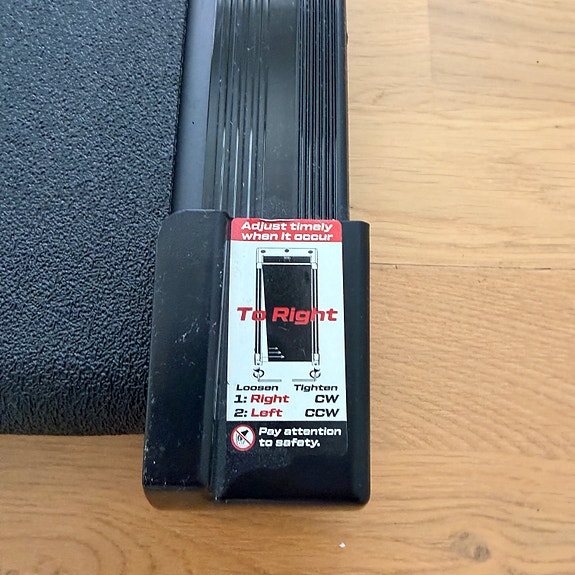 Adjust timely
when it occur
To Right
Loosen Tighten
1: Right CW
2: Left CCW
Pay attention
to safety.